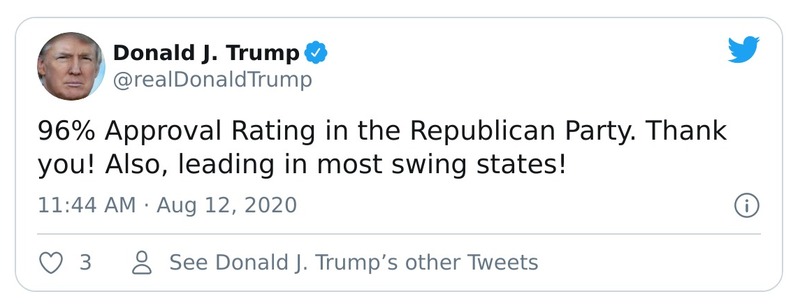 Donald J. Trump
@realDonaldTrump
96% Approval Rating in the Republican Party. Thank
you! Also, leading in most swing states!
11:44 AM · Aug 12, 2020
3
See Donald J. Trump’s other Tweets